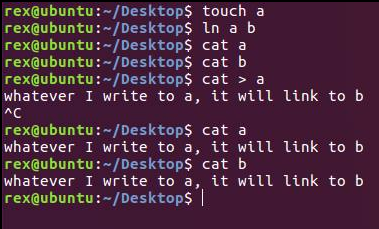 rex@ubuntu:~/Desktop$ touch a
rex@ubuntu:~/Desktop$ ln a b
rex@ubuntu:~/Desktop$ cat a
rex@ubuntu:~/Desktop$ cat b
rex@ubuntu:~/Desktop$ cat > a
whatever I write to a, it will link to b
^C
rex@ubuntu:~/Desktop$ cat a
whatever I write to a, it will link to b
rex@ubuntu:~/Desktop$ cat b
whatever I write to a, it will link to b
rex@ubuntu:~/Desktop$